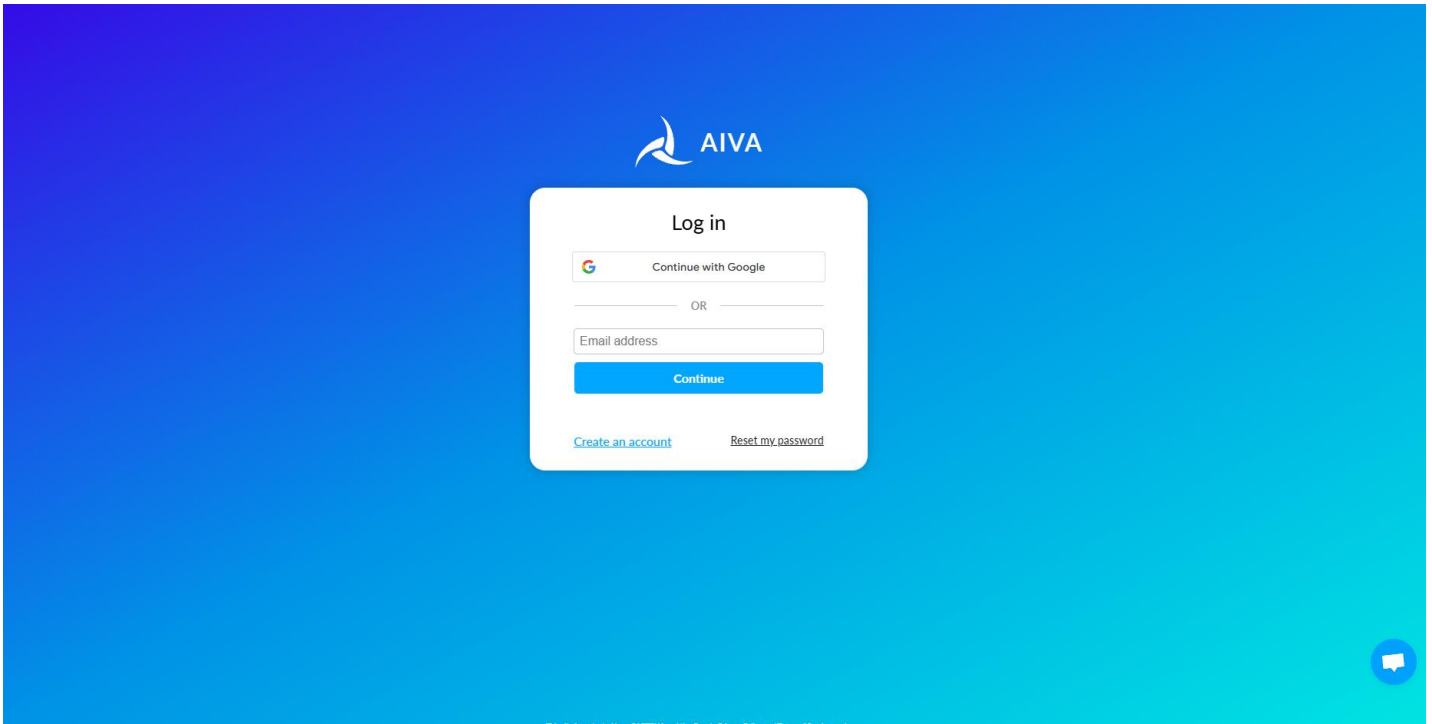 AIVA
Log in
Continue with Google
OR
Email address
Continue
Create an account
Reset my password